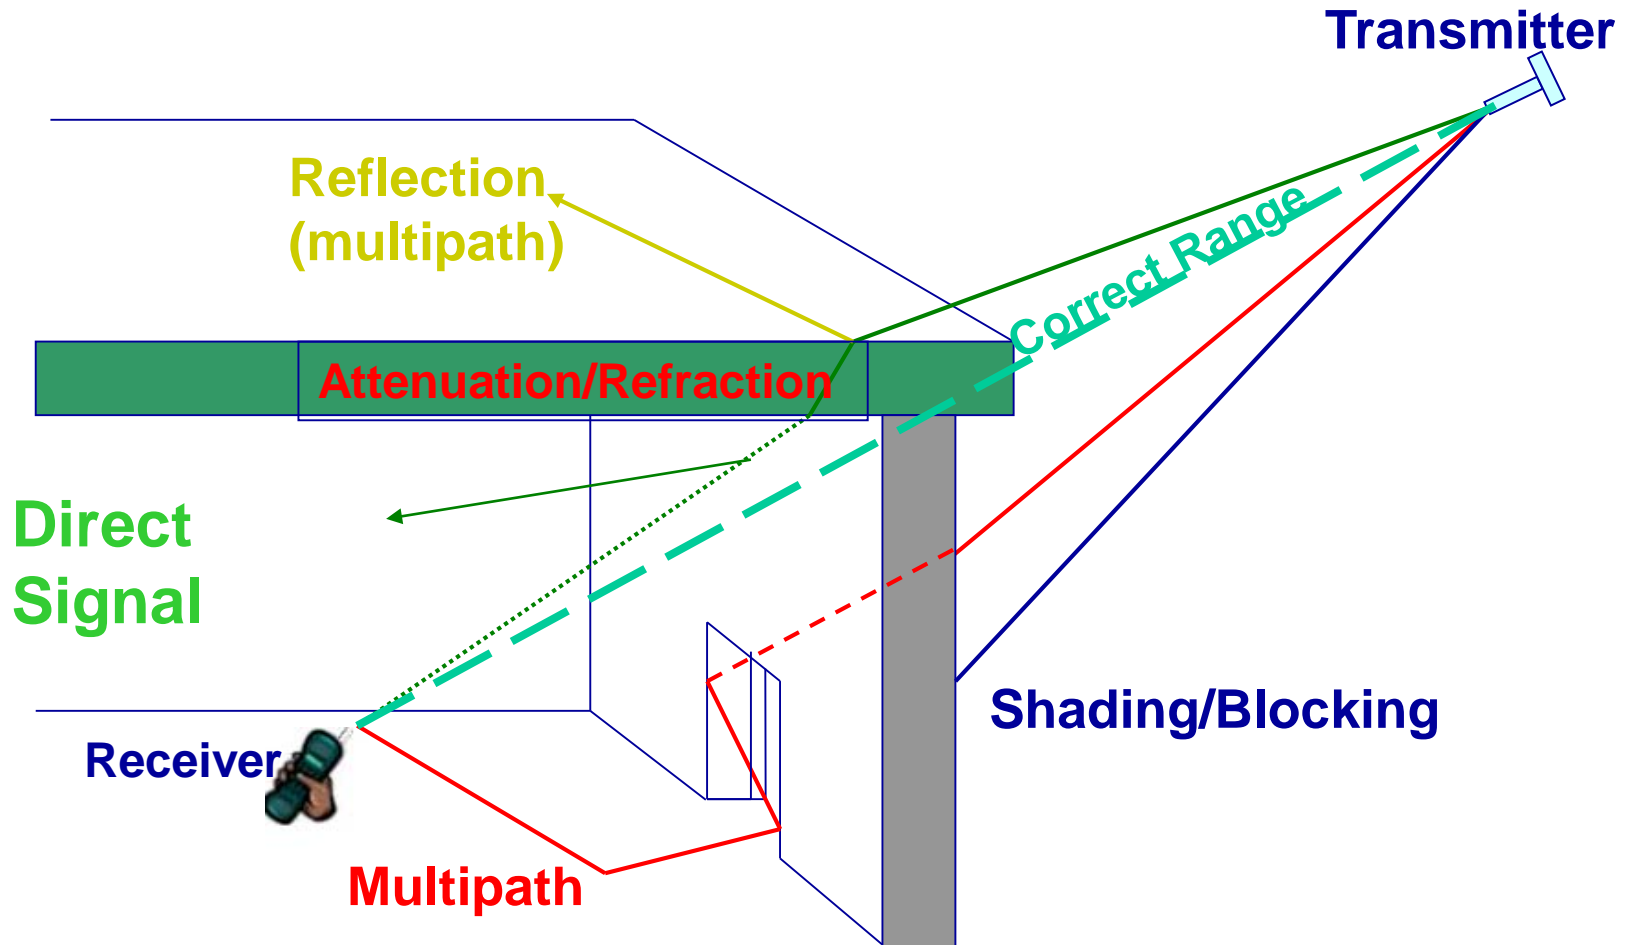 Transmitter
Reflection
(multipath)
Correct Range
Attenuation/Refraction
Direct
Signal
Shading/Blocking
Receiver
Multipath